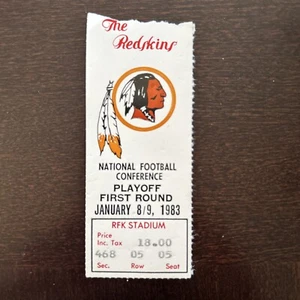 The
Redskins
NATIONAL FOOTBALL
CONFERENCE
PLAYOFF
FIRST ROUND
JANUARY 8/9, 1983
RFK STADIUM
Price
Inc. Tax 18.00
468 05 05
Sec. Row Seat